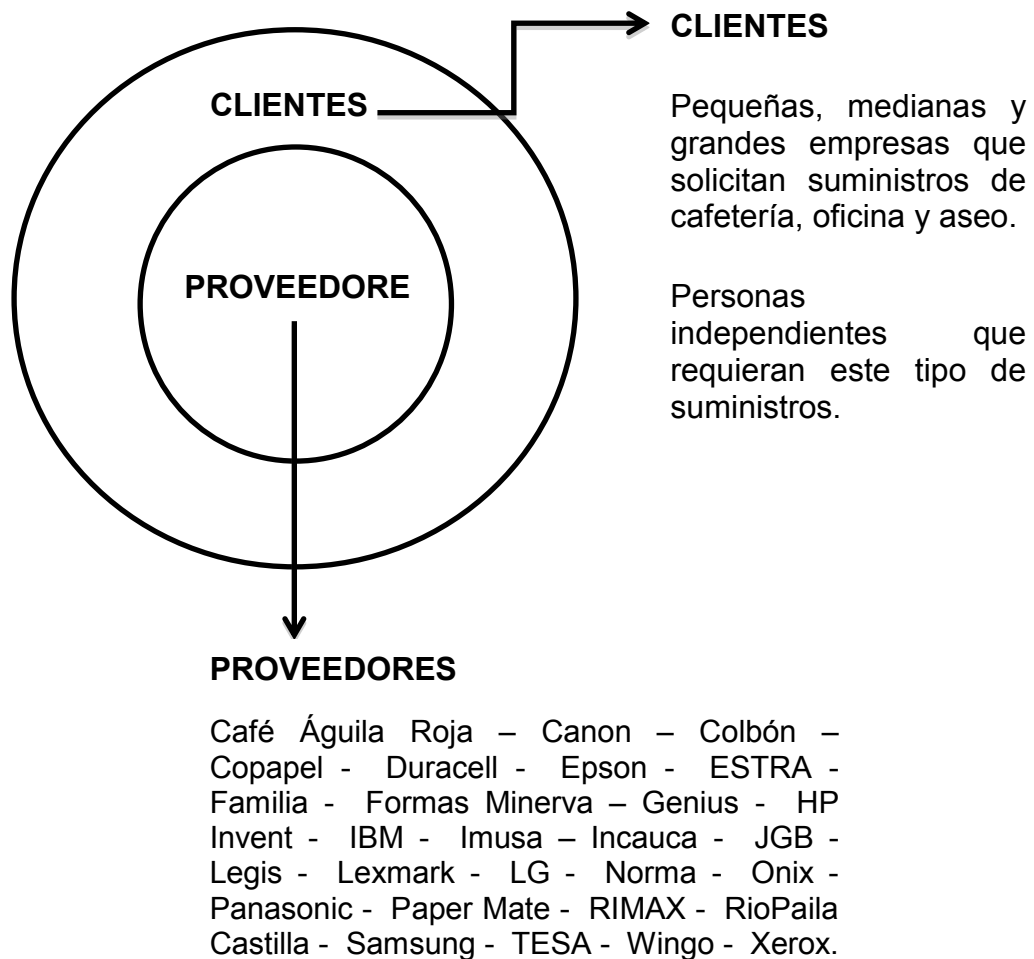 CLIENTES
PROVEEDORE
CLIENTES
Pequeñas, medianas y
grandes empresas que
solicitan suministros de
cafetería, oficina y aseo.
Personas
independientes que
requieran este tipo de
suministros.
PROVEEDORES
Café Águila Roja – Canon – Colbón –
Copapel - Duracell - Epson - ESTRA -
Familia - Formas Minerva – Genius - HP
Invent - IBM - Imusa – Incauca - JGB -
Legis - Lexmark - LG - Norma - Onix -
Panasonic - Paper Mate - RIMAX - RioPaila
Castilla - Samsung - TESA - Wingo - Xerox.